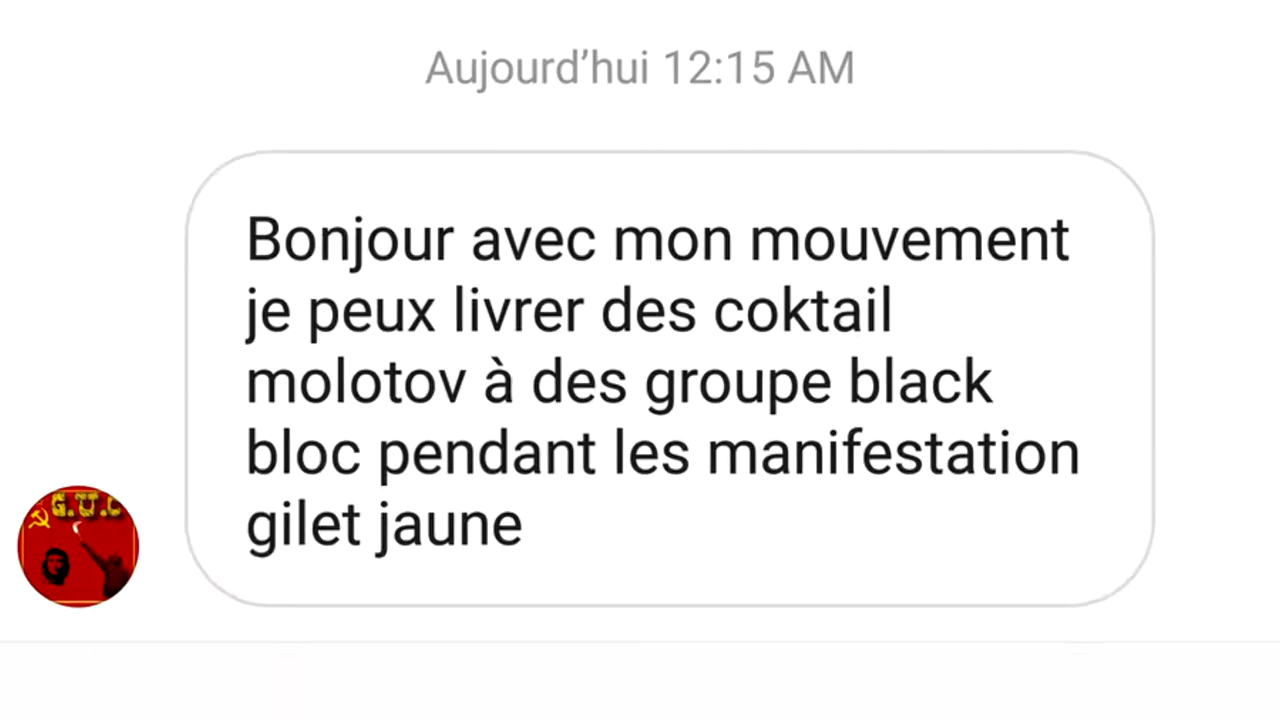 Aujourd’hui 12:15 AM
Bonjour avec mon mouvement
je peux livrer des coktail
molotov à des groupe black
bloc pendant les manifestation
gilet jaune
G.U.C